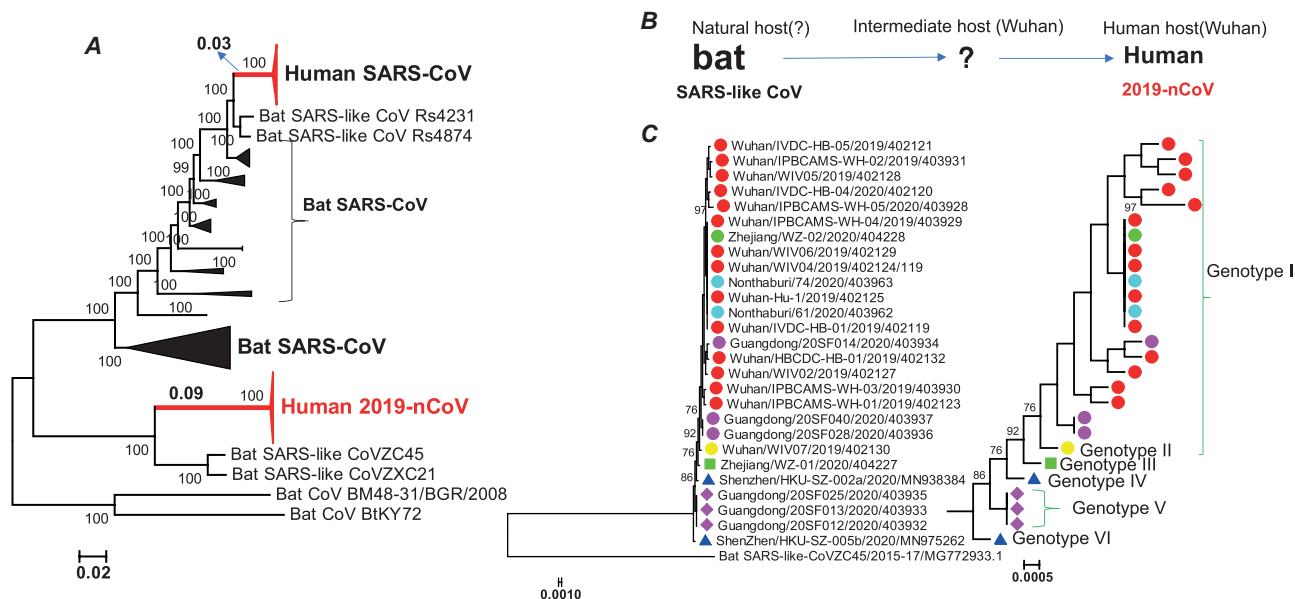 A
0.03
100
Human SARS-CoV
100
100
Bat SARS-like CoV Rs4231
100
100
Bat SARS-like CoV Rs4874
99
100
100
100
100
100
Bat SARS-CoV
100
100
100
100
100
100
100
100
Bat SARS-CoV
0.09
100
Human 2019-nCoV
100
Bat SARS-like CoVZC45
100
Bat SARS-like CoVZXC21
Bat CoV BM48-31/BGR/2008
100
Bat CoV BtKY72
0.02
B
Natural host(?)
Intermediate host (Wuhan)
Human host(Wuhan)
bat
?
Human
SARS-like CoV
2019-nCoV
C
Wuhan/IVDC-HB-05/2019/402121
Wuhan/IPBCAMS-WH-02/2019/403931
Wuhan/WIV05/2019/402128
Wuhan/IVDC-HB-04/2020/402120
Wuhan/IPBCAMS-WH-05/2020/403928
97
Wuhan/IPBCAMS-WH-04/2019/403929
Zhejiang/WZ-02/2020/404228
Wuhan/WIV06/2019/402129
Wuhan/WIV04/2019/402124/119
Nonthaburi/74/2020/403963
Wuhan-Hu-1/2019/402125
Nonthaburi/61/2020/403962
Wuhan/IVDC-HB-01/2019/402119
Guangdong/20SF014/2020/403934
Wuhan/HBCDC-HB-01/2019/402132
Wuhan/WIV02/2019/402127
Wuhan/IPBCAMS-WH-03/2019/403930
Wuhan/IPBCAMS-WH-01/2019/402123
76
Guangdong/20SF040/2020/403937
92
Guangdong/20SF028/2020/403936
76
Wuhan/WIV07/2019/402130
Zhejiang/WZ-01/2020/404227
86
Shenzhen/HKU-SZ-002a/2020/MN938384
Guangdong/20SF025/2020/403935
Guangdong/20SF013/2020/403933
Guangdong/20SF012/2020/403932
ShenZhen/HKU-SZ-005b/2020/MN975262
Bat SARS-like-CoVZC45/2015-17/MG772933.1
0.0010
97
Genotype I
76
92
Genotype II
76
Genotype III
86
Genotype IV
Genotype V
Genotype VI
0.0005